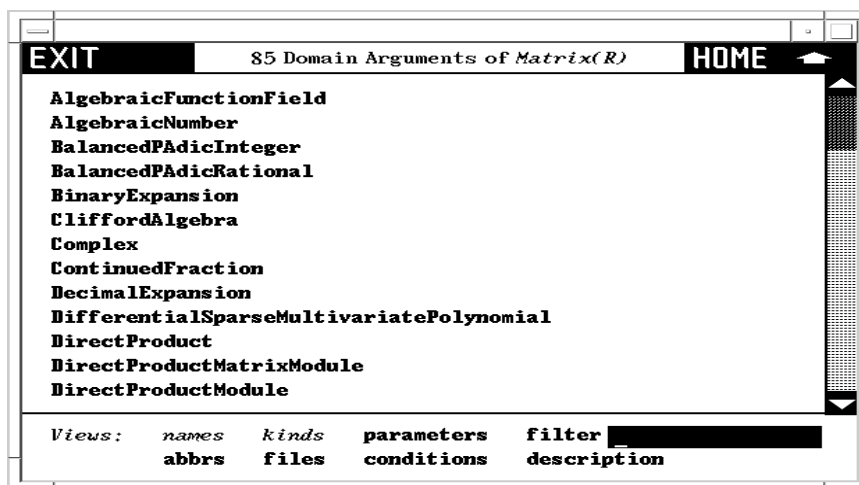 EXIT 85 Domain Arguments of Matrix(R) HOME
AlgebraicFunctionField
AlgebraicNumber
BalancedPAdicInteger
BalancedPAdicRational
BinaryExpansion
CliffordAlgebra
Complex
ContinuedFraction
DecimalExpansion
DifferentialSparseMultivariatePolynomial
DirectProduct
DirectProductMatrixModule
DirectProductModule
Views: names kinds parameters filter _
abbrs files conditions description